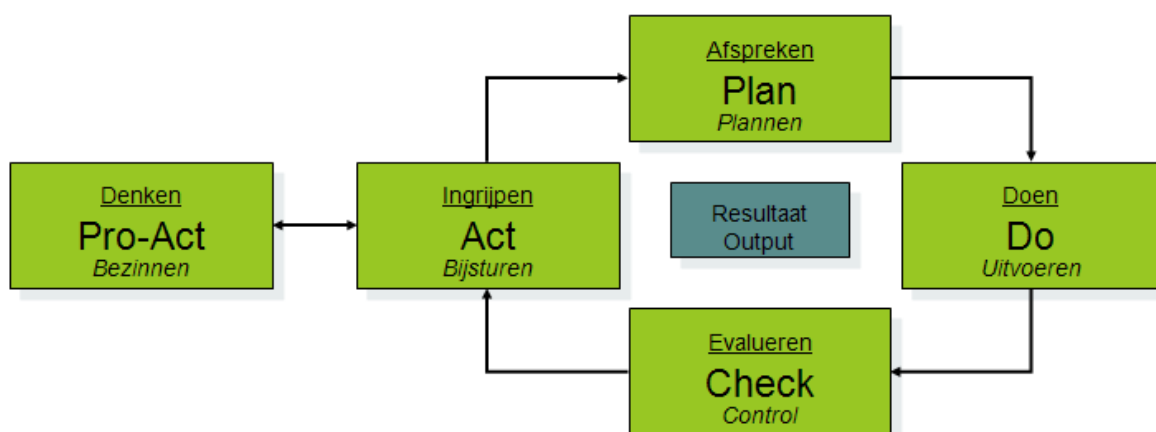 Afspreken
Plan
Plannen
Denken
Pro-Act
Bezinnen
Ingrijpen
Act
Bijsturen
Resultaat
Output
Doen
Do
Uitvoeren
Evalueren
Check
Control